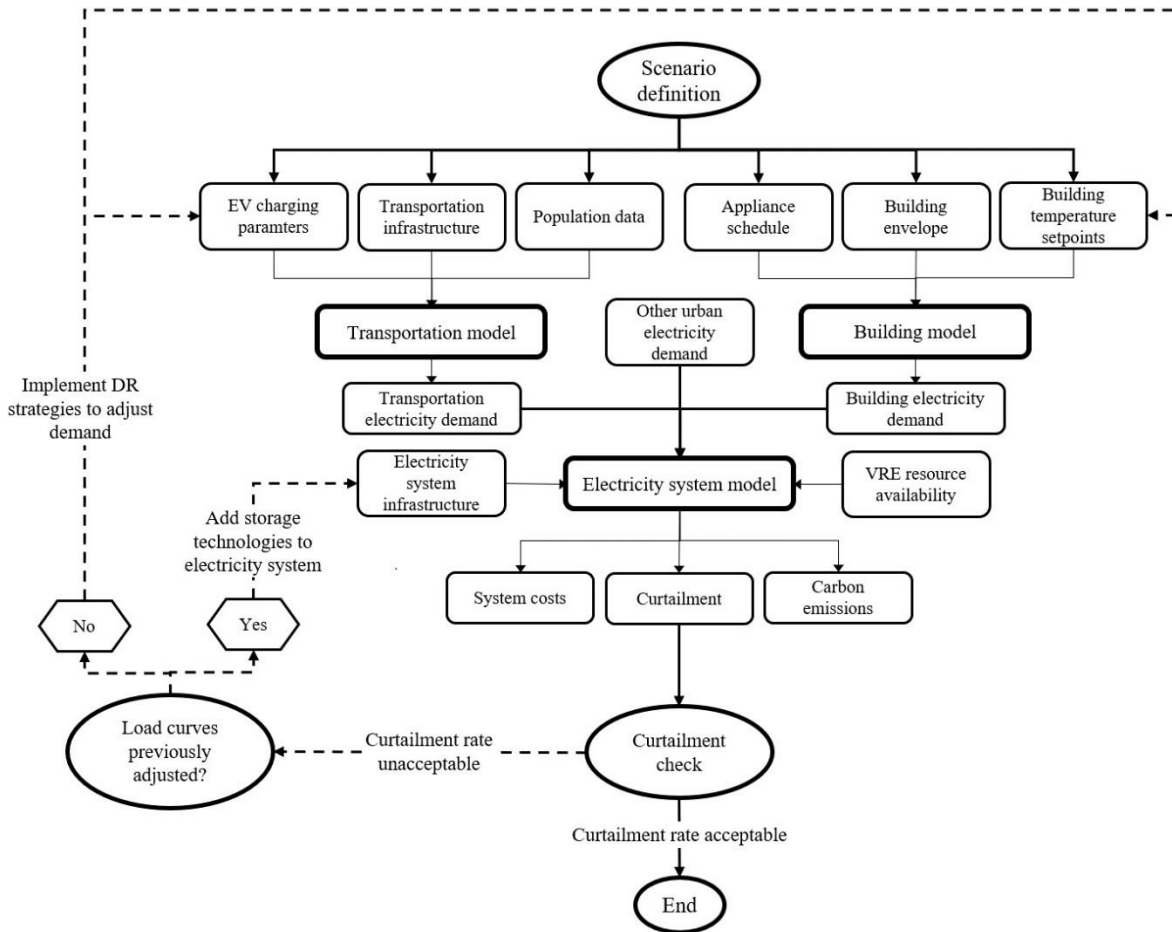 Scenario
definition
EV charging
paramters
Transportation
infrastructure
Population data
Appliance
schedule
Building
envelope
Building
temperature
setpoints
Transportation model
Other urban
electricity
demand
Building model
Implement DR
strategies to adjust
demand
Transportation
electricity demand
Building electricity
demand
Electricity
system
infrastructure
Electricity system model
VRE resource
availability
Add storage
technologies to
electricity system
System costs
Curtailment
Carbon
emissions
No
Yes
Load curves
previously
adjusted?
Curtailment rate
unacceptable
Curtailment
check
Curtailment rate acceptable
End